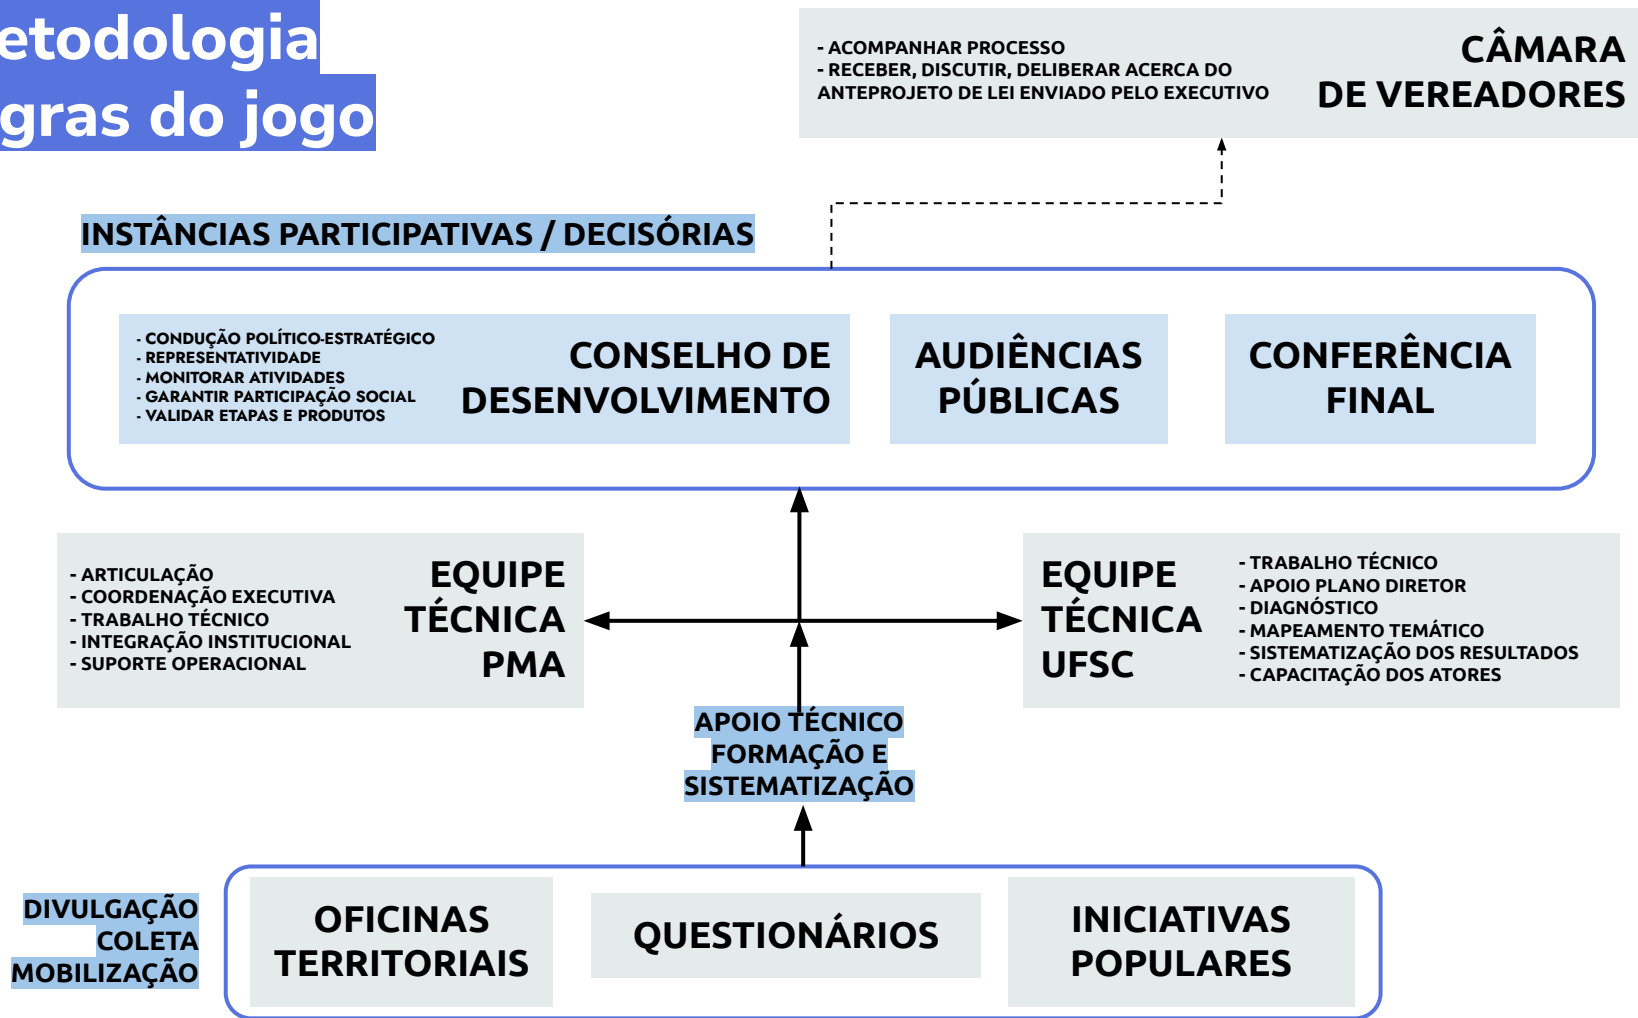 etodologia
gras do jogo
- ACOMPANHAR PROCESSO
- RECEBER, DISCUTIR, DELIBERAR ACERCA DO
ANTEPROJETO DE LEI ENVIADO PELO EXECUTIVO
CÂMARA
DE VEREADORES
INSTÂNCIAS PARTICIPATIVAS / DECISÓRIAS
- CONDUÇÃO POLÍTICO-ESTRATÉGICO
- REPRESENTATIVIDADE
- MONITORAR ATIVIDADES
- GARANTIR PARTICIPAÇÃO SOCIAL
- VALIDAR ETAPAS E PRODUTOS
CONSELHO DE
DESENVOLVIMENTO
AUDIÊNCIAS
PÚBLICAS
CONFERÊNCIA
FINAL
- ARTICULAÇÃO
- COORDENAÇÃO EXECUTIVA
- TRABALHO TÉCNICO
- INTEGRAÇÃO INSTITUCIONAL
- SUPORTE OPERACIONAL
EQUIPE
TÉCNICA
PMA
EQUIPE
TÉCNICA
UFSC
- TRABALHO TÉCNICO
- APOIO PLANO DIRETOR
- DIAGNÓSTICO
- MAPEAMENTO TEMÁTICO
- SISTEMATIZAÇÃO DOS RESULTADOS
- CAPACITAÇÃO DOS ATORES
APOIO TÉCNICO
FORMAÇÃO E
SISTEMATIZAÇÃO
DIVULGAÇÃO
COLETA
MOBILIZAÇÃO
OFICINAS
TERRITORIAIS
QUESTIONÁRIOS
INICIATIVAS
POPULARES